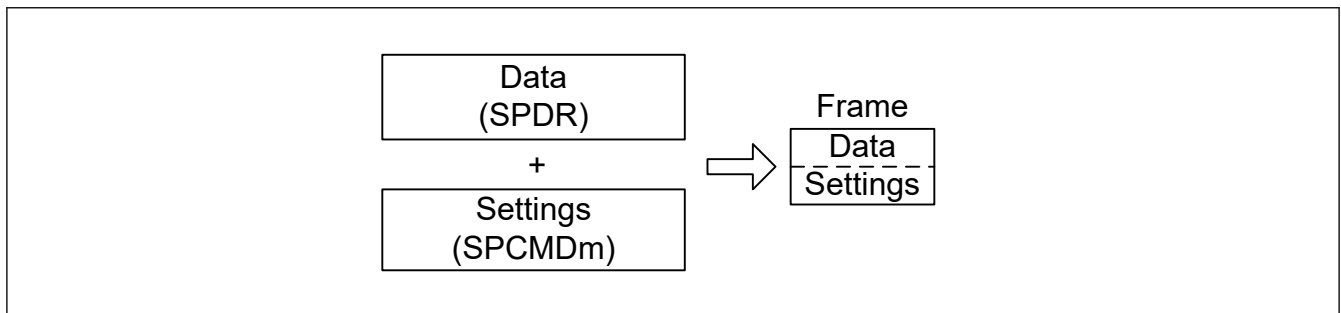 Data
(SPDR)
+
Settings
(SPCMDm)
Frame
Data
Settings